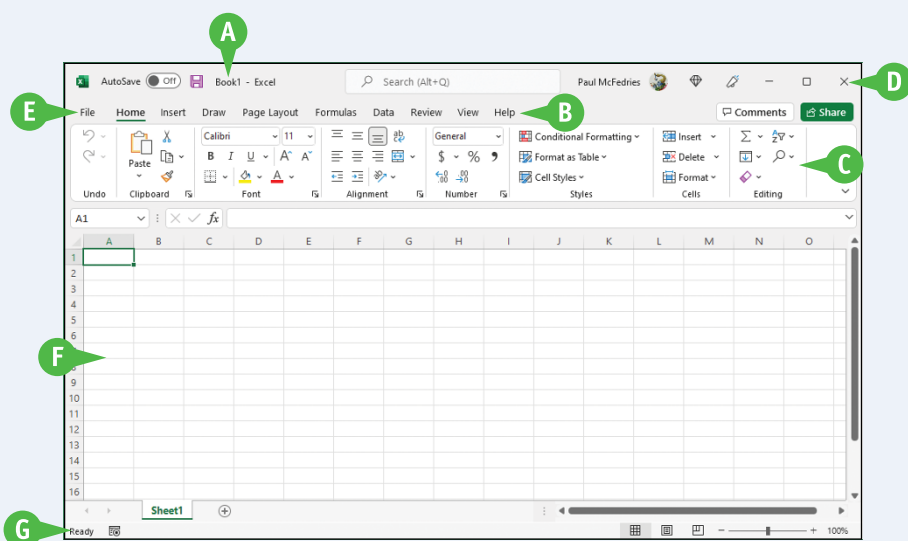 A
AutoSave Off Book1 - Excel Search (Alt+Q) Paul McFedries D
E File Home Insert Draw Page Layout Formulas Data Review View Help B Comments Share
Calibri 11 ab General Conditional Formatting Insert Σ
Paste B I U A A $ % 9 Format as Table Delete C
A Cell Styles Format
Undo Clipboard Font Alignment Number Styles Cells Editing
A1 fx
A B C D E F G H I J K L M N O
1
2
3
4
5
6
F
8
9
10
11
12
13
14
15
16
Sheet1
G Ready 100%